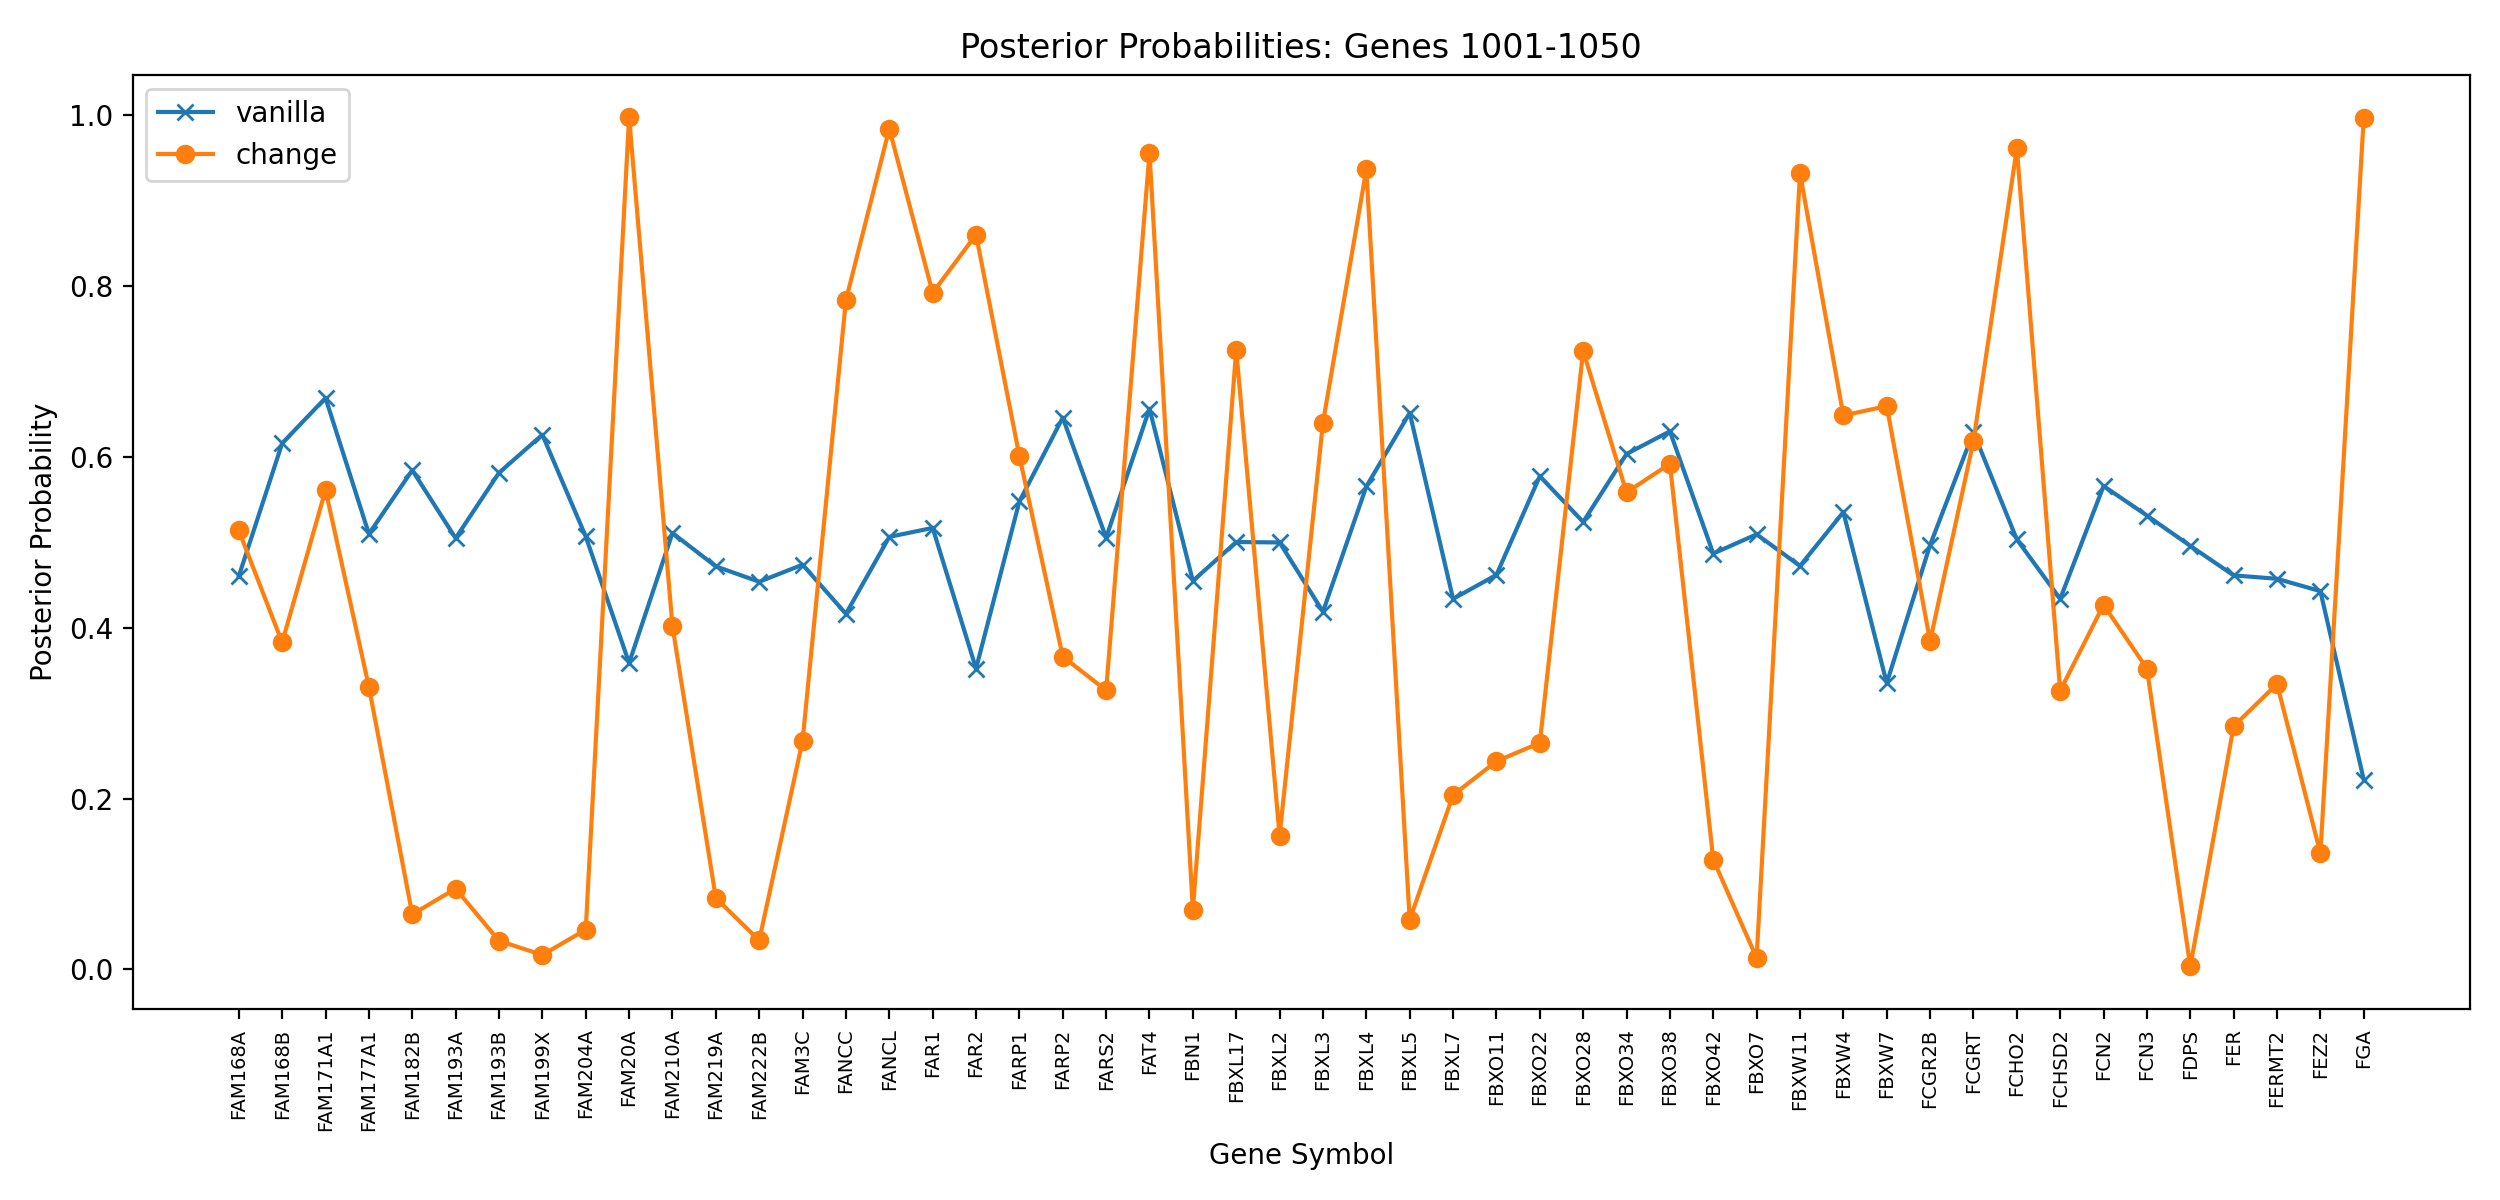 Posterior Probabilities: Genes 1001-1050
vanilla
change
Posterior Probability
1.0
0.8
0.6
0.4
0.2
0.0
FAM168A
FAM168B
FAM171A1
FAM177A1
FAM182B
FAM193A
FAM193B
FAM199X
FAM204A
FAM20A
FAM210A
FAM219A
FAM222B
FAM3C
FANCC
FANCL
FAR1
FAR2
FARP1
FARP2
FARS2
FAT4
FBN1
FBXL17
FBXL2
FBXL3
FBXL4
FBXL5
FBXL7
FBXO11
FBXO22
FBXO28
FBXO34
FBXO38
FBXO42
FBXO7
FBXW11
FBXW4
FBXW7
FCGR2B
FCGRT
FCHO2
FCHSD2
FCN2
FCN3
FDPS
FER
FERMT2
FEZ2
FGA
Gene Symbol